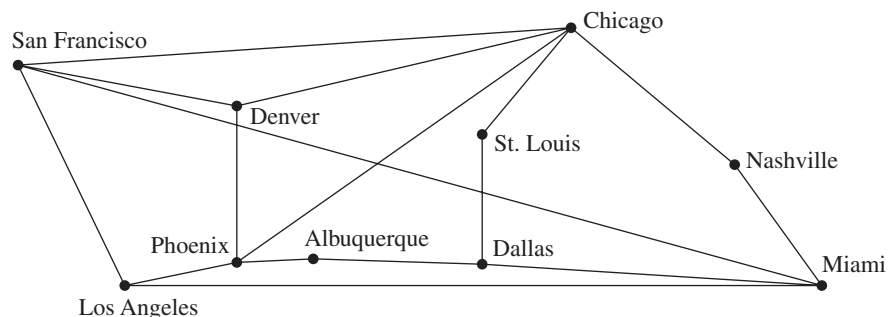 Chicago
San Francisco
Denver
St. Louis
Nashville
Phoenix
Albuquerque
Dallas
Miami
Los Angeles